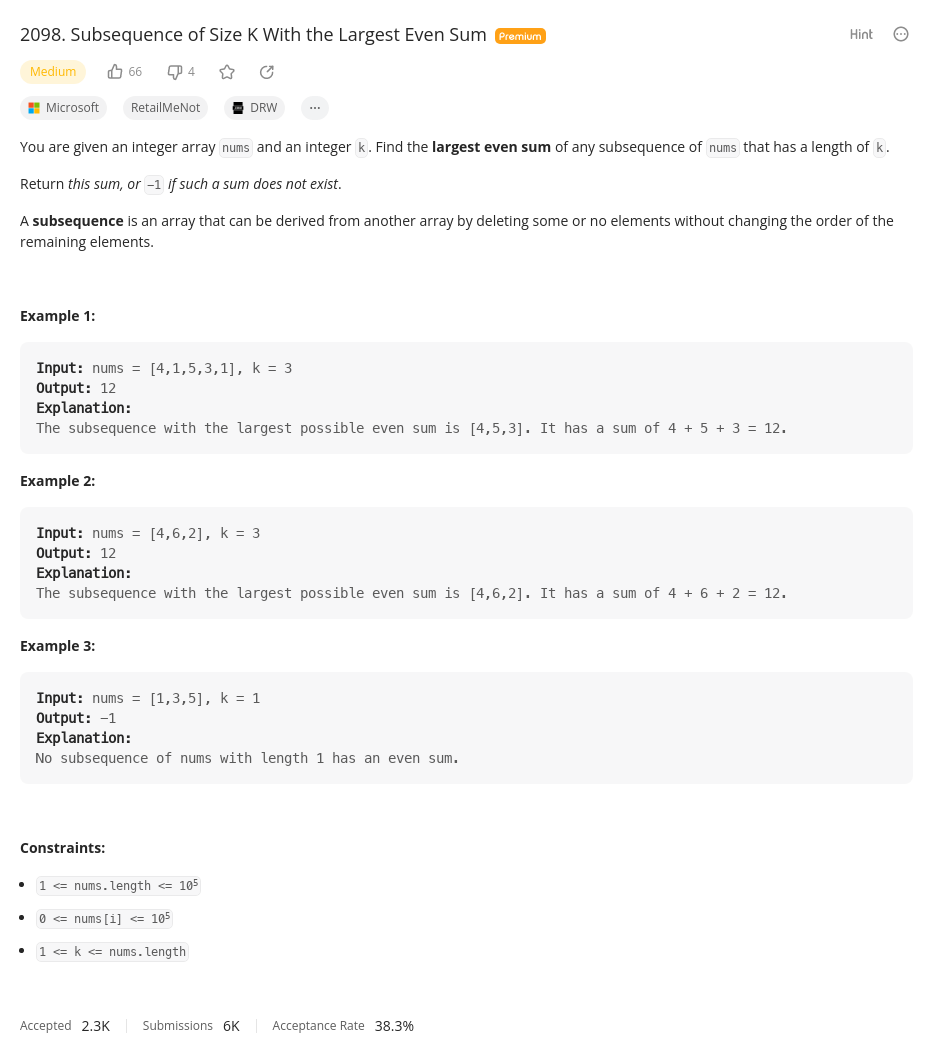 2098. Subsequence of Size K With the Largest Even Sum Premium Hint
Medium 66 4
Microsoft RetailMeNot DRW ...
You are given an integer array nums and an integer k. Find the largest even sum of any subsequence of nums that has a length of k.
Return this sum, or -1 if such a sum does not exist.
A subsequence is an array that can be derived from another array by deleting some or no elements without changing the order of the
remaining elements.
Example 1:
Input: nums = [4,1,5,3,1], k = 3
Output: 12
Explanation:
The subsequence with the largest possible even sum is [4,5,3]. It has a sum of 4 + 5 + 3 = 12.
Example 2:
Input: nums = [4,6,2], k = 3
Output: 12
Explanation:
The subsequence with the largest possible even sum is [4,6,2]. It has a sum of 4 + 6 + 2 = 12.
Example 3:
Input: nums = [1,3,5], k = 1
Output: -1
Explanation:
No subsequence of nums with length 1 has an even sum.
Constraints:
• 1 <= nums.length <= 10⁵
• 0 <= nums[i] <= 10⁵
• 1 <= k <= nums.length
Accepted 2.3K Submissions 6K Acceptance Rate 38.3%